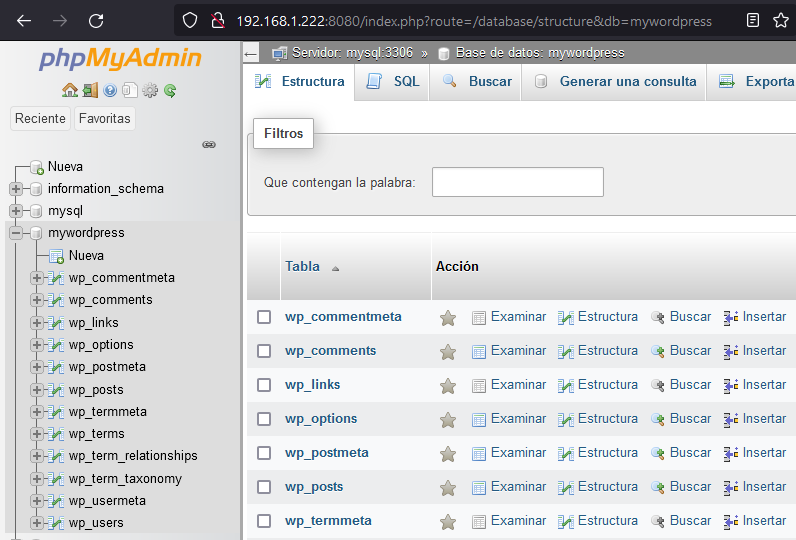 192.168.1.222:8080/index.php?route=/database/structure&db=mywordpress
phpMyAdmin
Reciente Favoritas
Nueva
information_schema
mysql
mywordpress
Nueva
wp_commentmeta
wp_comments
wp_links
wp_options
wp_postmeta
wp_posts
wp_termmeta
wp_terms
wp_term_relationships
wp_term_taxonomy
wp_usermeta
wp_users
Servidor: mysql:3306 » Base de datos: mywordpress
Estructura SQL Buscar Generar una consulta Exporta
Filtros
Que contengan la palabra:
Tabla Acción
wp_commentmeta Examinar Estructura Buscar Insertar
wp_comments Examinar Estructura Buscar Insertar
wp_links Examinar Estructura Buscar Insertar
wp_options Examinar Estructura Buscar Insertar
wp_postmeta Examinar Estructura Buscar Insertar
wp_posts Examinar Estructura Buscar Insertar
wp_termmeta Examinar Estructura Buscar Insertar